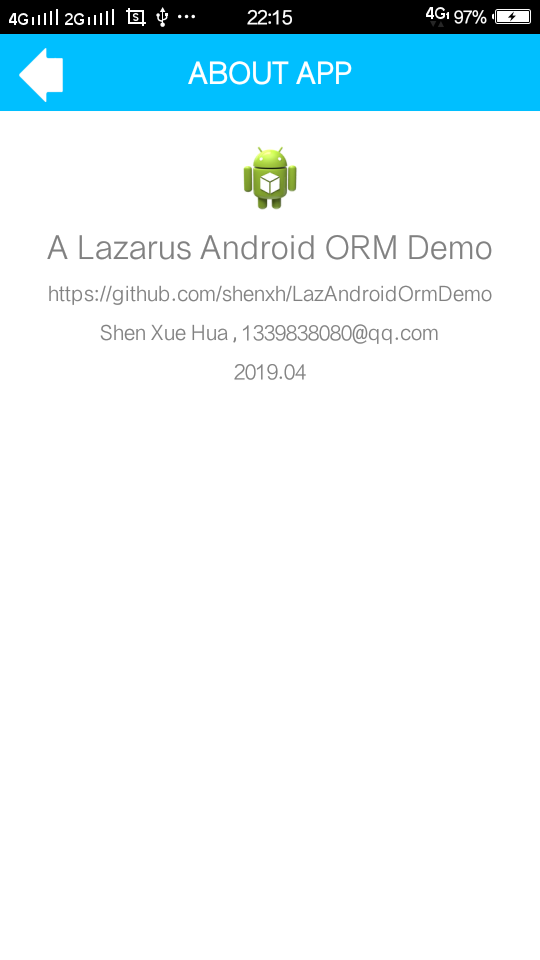 4G 2G 22:15 4G 97%
ABOUT APP
A Lazarus Android ORM Demo
https://github.com/shenxh/LazAndroidOrmDemo
Shen Xue Hua , 1339838080@qq.com
2019.04